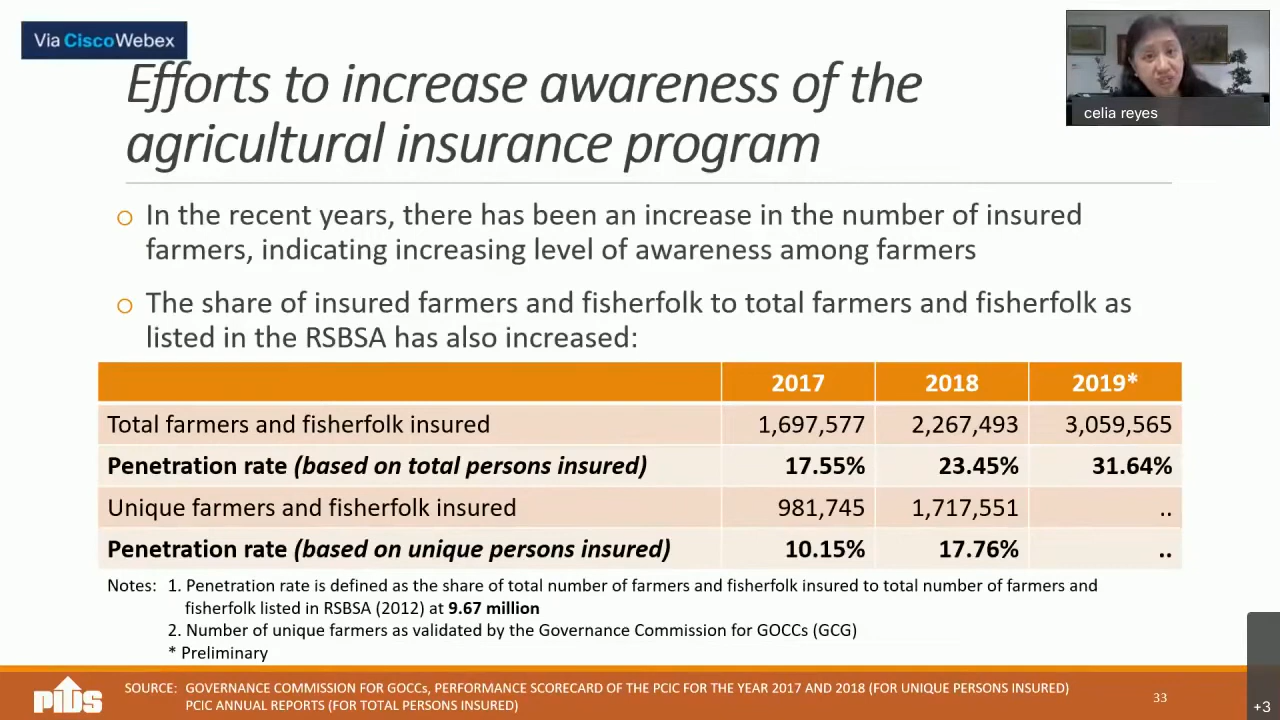 Via CiscoWebex
celia reyes
Efforts to increase awareness of the
agricultural insurance program
o In the recent years, there has been an increase in the number of insured
farmers, indicating increasing level of awareness among farmers
o The share of insured farmers and fisherfolk to total farmers and fisherfolk as
listed in the RSBSA has also increased:
2017 2018 2019*
Total farmers and fisherfolk insured 1,697,577 2,267,493 3,059,565
Penetration rate (based on total persons insured) 17.55% 23.45% 31.64%
Unique farmers and fisherfolk insured 981,745 1,717,551 ..
Penetration rate (based on unique persons insured) 10.15% 17.76% ..
Notes: 1. Penetration rate is defined as the share of total number of farmers and fisherfolk insured to total number of farmers and
fisherfolk listed in RSBSA (2012) at 9.67 million
2. Number of unique farmers as validated by the Governance Commission for GOCCs (GCG)
* Preliminary
PIDS
SOURCE: GOVERNANCE COMMISSION FOR GOCCs, PERFORMANCE SCORECARD OF THE PCIC FOR THE YEAR 2017 AND 2018 (FOR UNIQUE PERSONS INSURED)
PCIC ANNUAL REPORTS (FOR TOTAL PERSONS INSURED)
33
+3